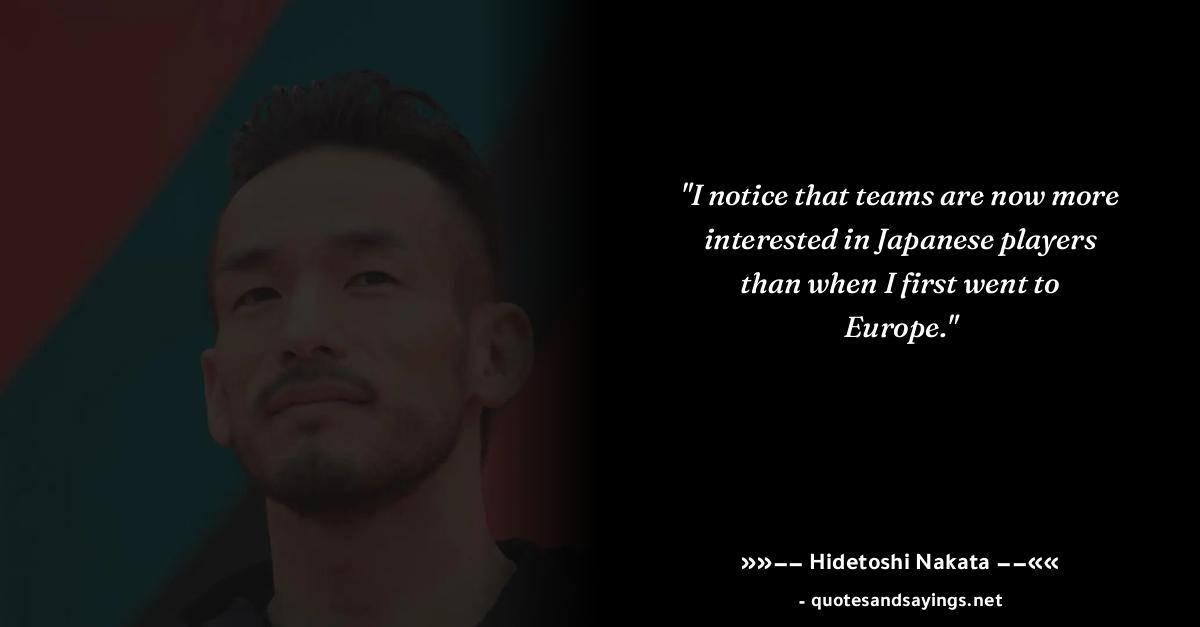 "I notice that teams are now more
interested in Japanese players
than when I first went to
Europe."
»»−− Hidetoshi Nakata −−««
- quotesandsayings.net